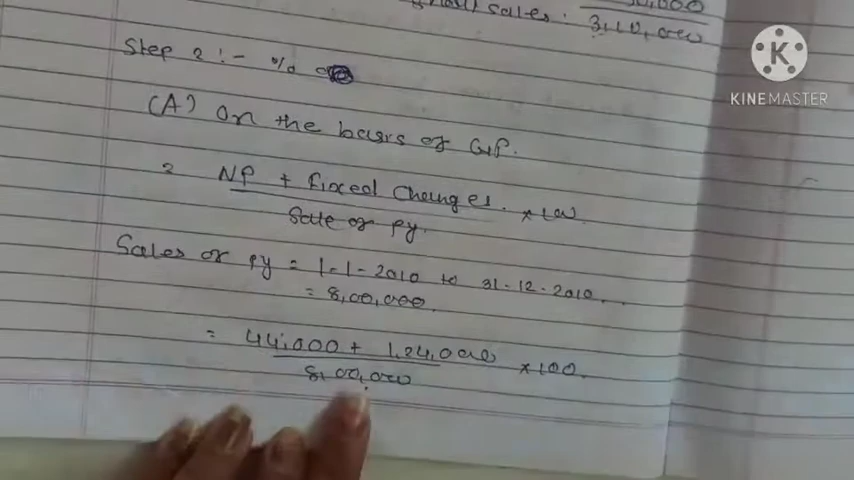 sales : 50,000
3,10,000
Step 2 :- %
(A) On the basis of G.P.
= NP + Fixed Charges × 100
Sale of PY.
Sales of PY = 1-1-2010 to 31.12.2010.
= 8,00,000.
= 44,000 + 1,24,000 × 100.
8,00,000
K
KINEMASTER